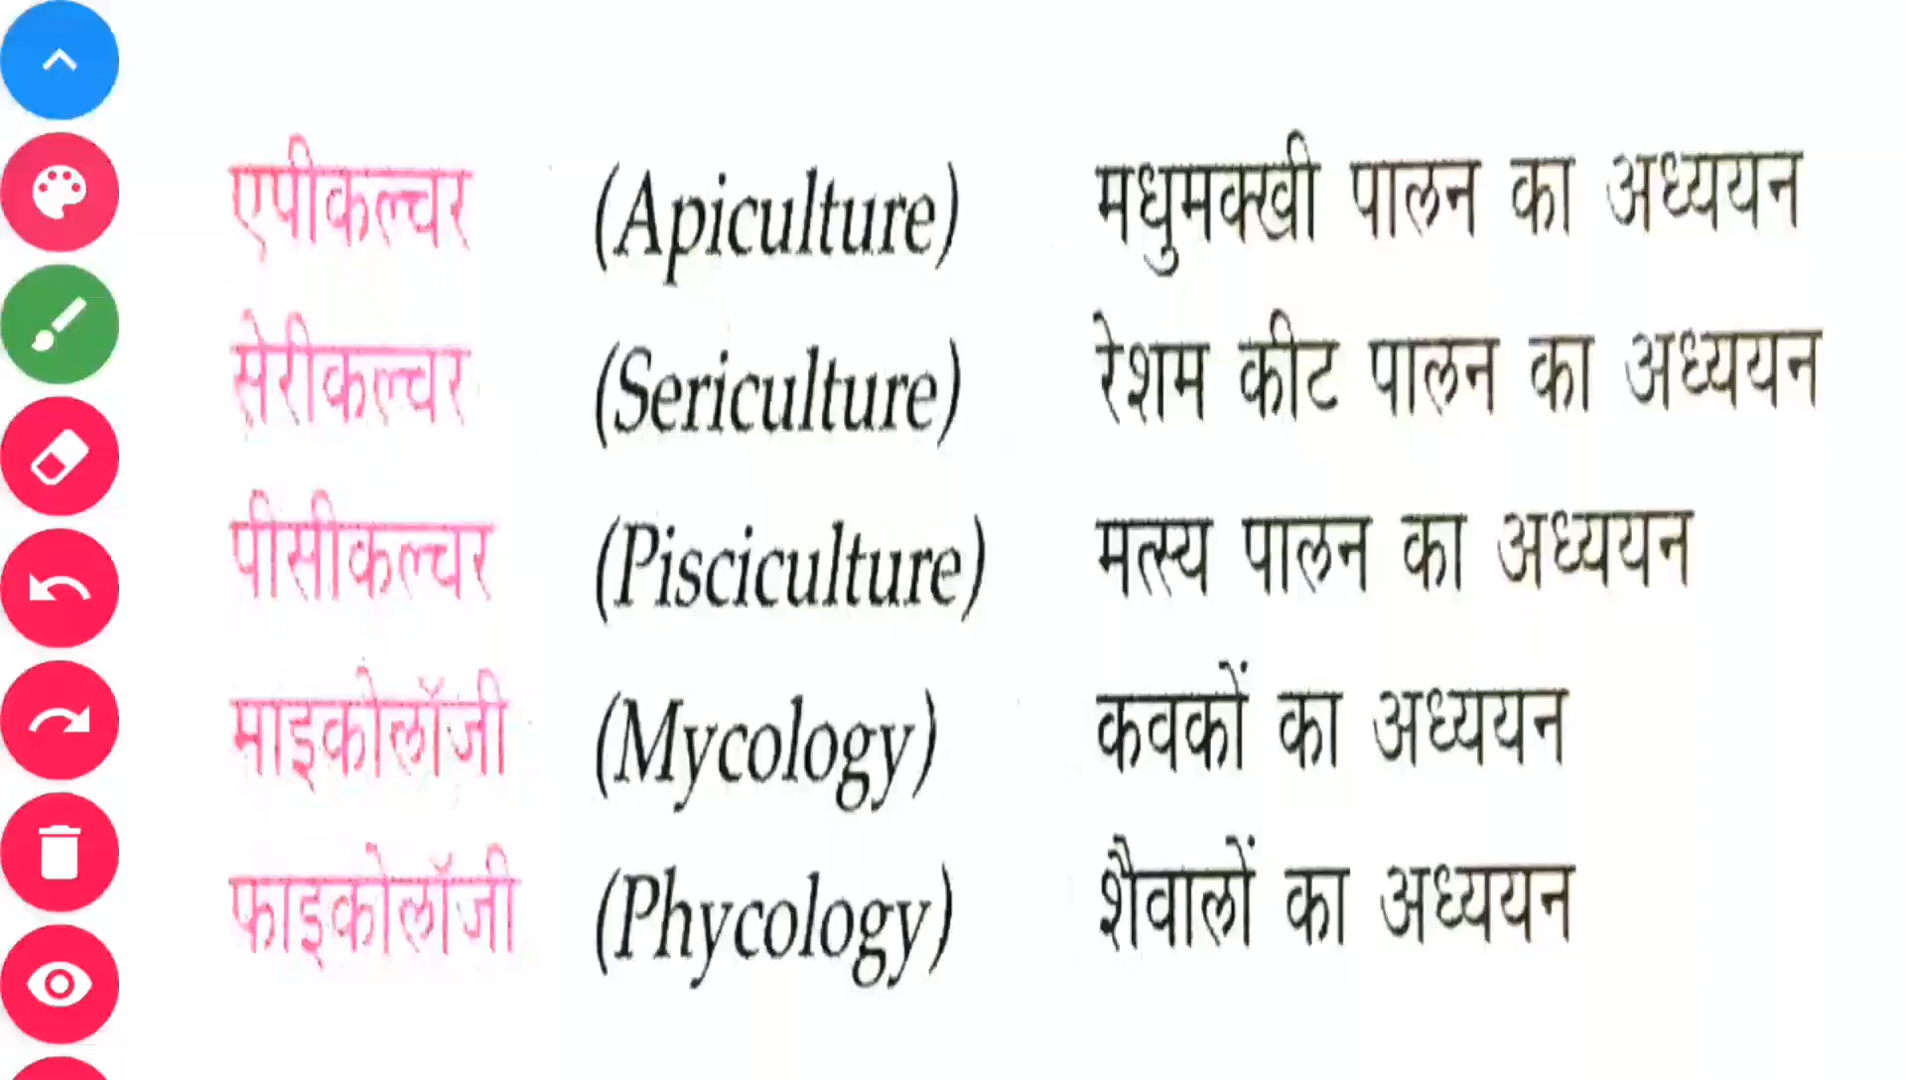 एपीकल्चर (Apiculture) मधुमक्खी पालन का अध्ययन
सेरीकल्चर (Sericulture) रेशम कीट पालन का अध्ययन
पीसीकल्चर (Pisciculture) मत्स्य पालन का अध्ययन
माइकोलॉजी (Mycology) कवकों का अध्ययन
फाइकोलॉजी (Phycology) शैवालों का अध्ययन